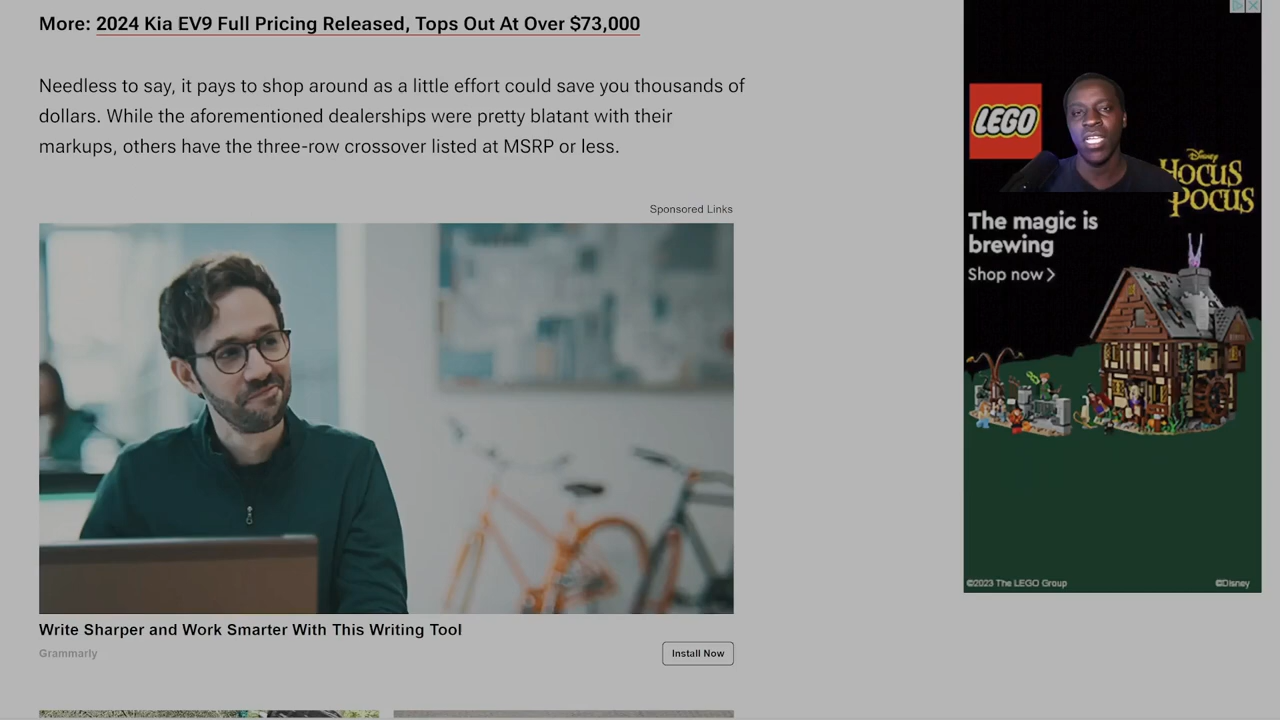 More: 2024 Kia EV9 Full Pricing Released, Tops Out At Over $73,000
Needless to say, it pays to shop around as a little effort could save you thousands of
dollars. While the aforementioned dealerships were pretty blatant with their
markups, others have the three-row crossover listed at MSRP or less.
Sponsored Links
Write Sharper and Work Smarter With This Writing Tool
Grammarly
Install Now
LEGO
Disney
HOCUS
POCUS
The magic is
brewing
Shop now >
©2023 The LEGO Group
©Disney